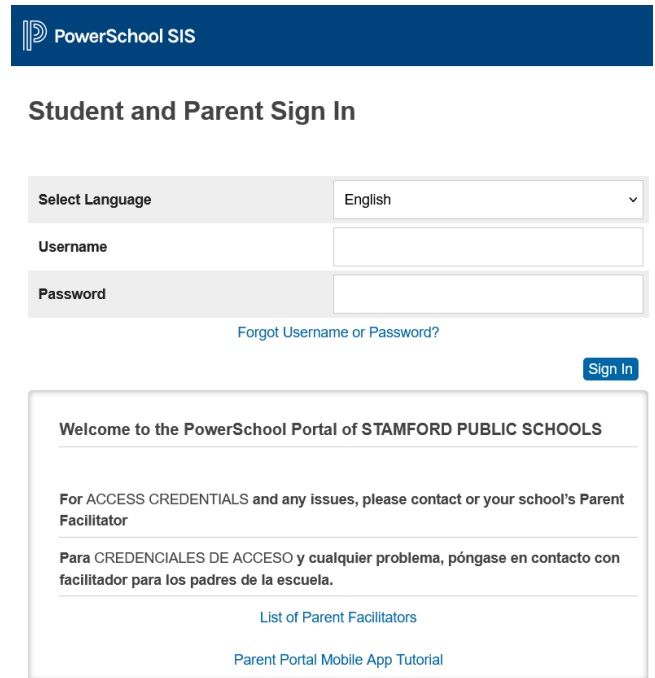 PowerSchool SIS
Student and Parent Sign In
Select Language English
Username
Password
Forgot Username or Password?
Sign In
Welcome to the PowerSchool Portal of STAMFORD PUBLIC SCHOOLS
For ACCESS CREDENTIALS and any issues, please contact or your school's Parent
Facilitator
Para CREDENCIALES DE ACCESO y cualquier problema, póngase en contacto con
facilitador para los padres de la escuela.
List of Parent Facilitators
Parent Portal Mobile App Tutorial